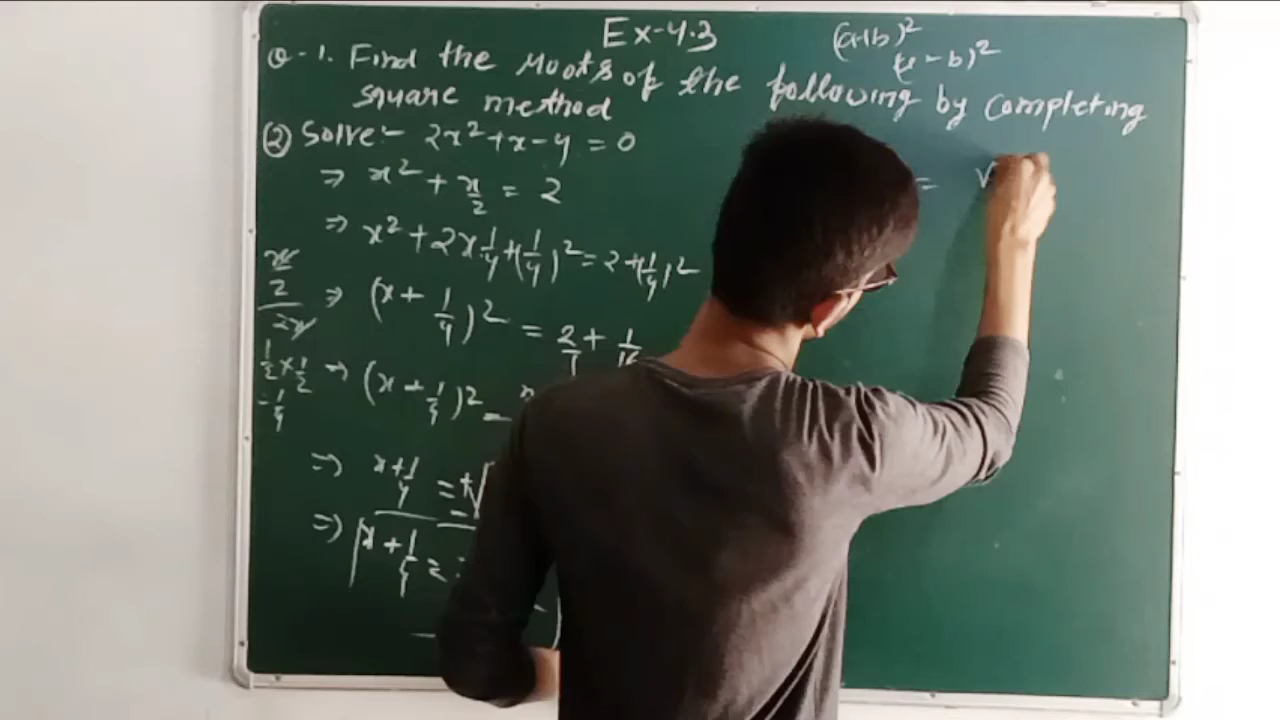 Ex-4.3
(a+b)²
(a-b)²
Q-1. Find the roots of the following by completing
square method
② Solve:- 2x² + x - 4 = 0
⇒ x² + x/2 = 2
⇒ x² + 2x·1/4 + (1/4)² = 2 + (1/4)²
x/2 / 2x
⇒ (x + 1/4)² = 2/1 + 1/16
1/2 × 1/2
= 1/4
⇒ (x + 1/4)² =
⇒ x + 1/4 = ±√
⇒ x + 1/4 =
= √